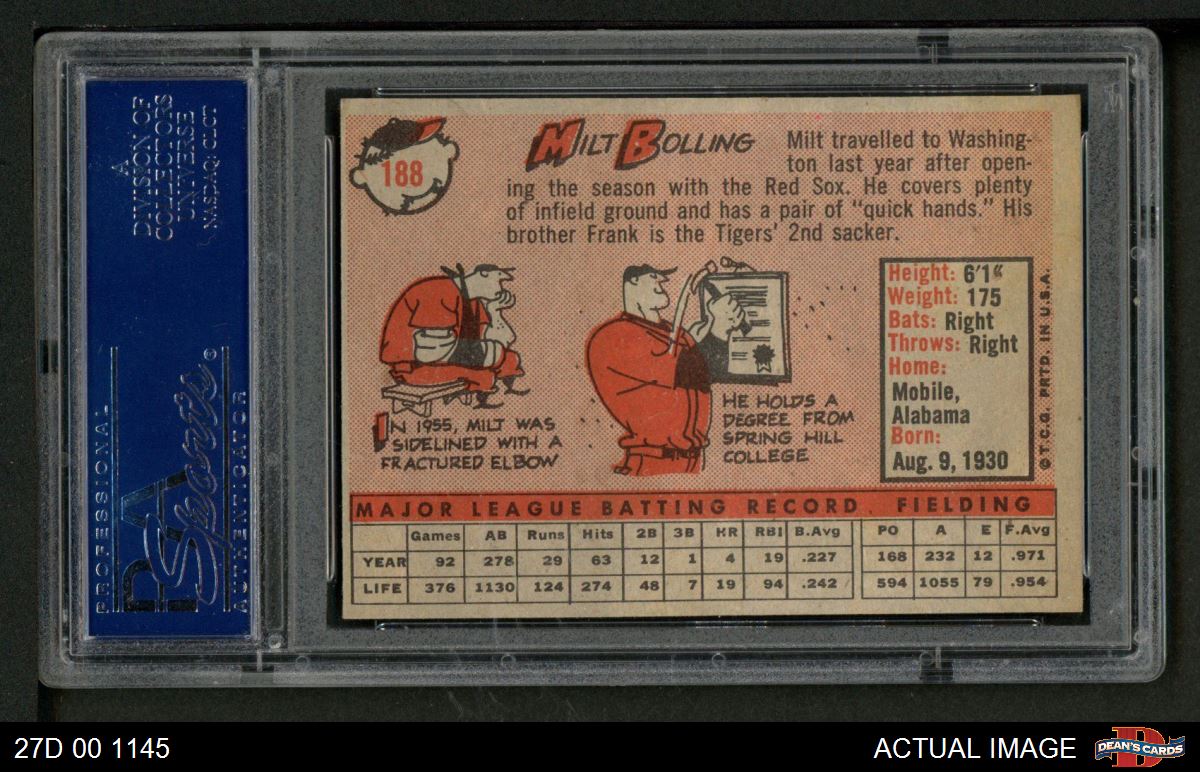 A
DIVISION OF
COLLECTORS
UNIVERSE
NASDAQ: CLCT
PROFESSIONAL
PSA
Sports®
AUTHENTICATOR
188
MILT BOLLING
Milt travelled to Washing-
ton last year after open-
ing the season with the Red Sox. He covers plenty
of infield ground and has a pair of "quick hands." His
brother Frank is the Tigers' 2nd sacker.
IN 1955, MILT WAS
SIDELINED WITH A
FRACTURED ELBOW
HE HOLDS A
DEGREE FROM
SPRING HILL
COLLEGE
Height: 6'1"
Weight: 175
Bats: Right
Throws: Right
Home:
Mobile,
Alabama
Born:
Aug. 9, 1930
©T.C.G. PRTD. IN U.S.A.
MAJOR LEAGUE BATTING RECORD FIELDING
Games AB Runs Hits 2B 3B HR RBI B.Avg PO A E F.Avg
YEAR 92 278 29 63 12 1 4 19 .227 168 232 12 .971
LIFE 376 1130 124 274 48 7 19 94 .242 594 1055 79 .954
27D 00 1145
ACTUAL IMAGE
D
DEAN'S CARDS